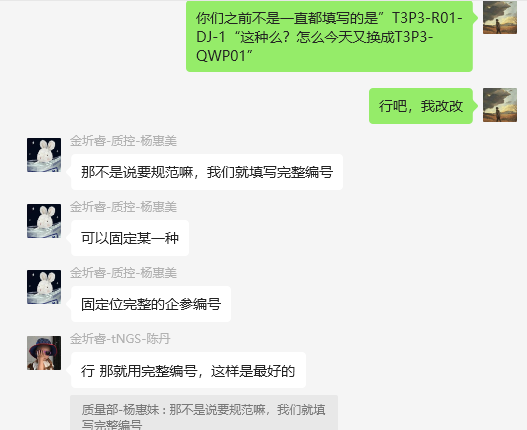 你们之前不是一直都填写的是”T3P3-R01-
DJ-1“这种么？怎么今天又换成T3P3-
QWP01”
行吧，我改改
金圻睿-质控-杨惠美
那不是说要规范嘛，我们就填写完整编号
金圻睿-质控-杨惠美
可以固定某一种
金圻睿-质控-杨惠美
固定位完整的企参编号
金圻睿-tNGS-陈丹
行 那就用完整编号，这样是最好的
质量部-杨惠妹：那不是说要规范嘛，我们就填
写完整编号